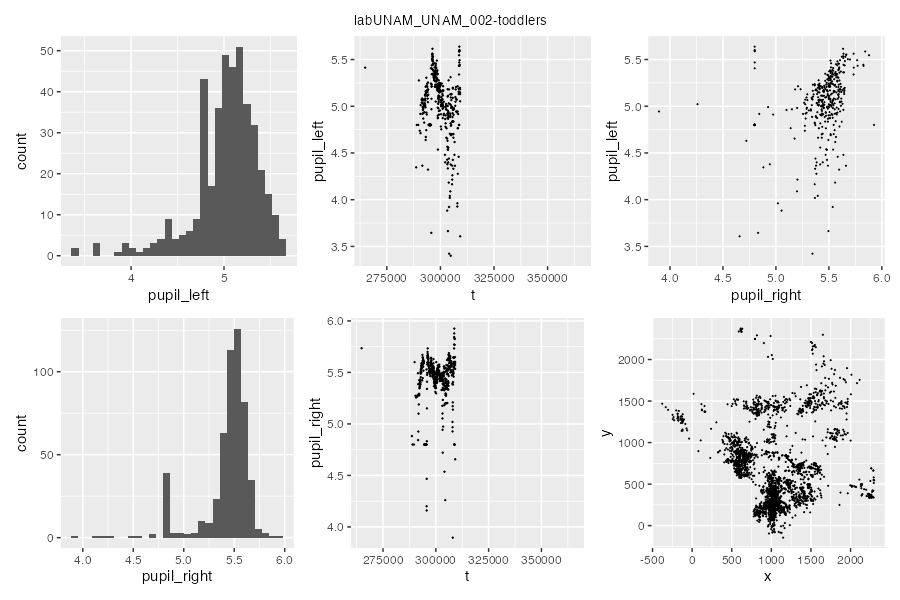 labUNAM_UNAM_002-toddlers
50
40
30
20
10
0
count
4 5
pupil_left
5.5
5.0
4.5
4.0
3.5
pupil_left
275000 300000 325000 350000
t
5.5
5.0
4.5
4.0
3.5
pupil_left
4.0 4.5 5.0 5.5 6.0
pupil_right
100
50
0
count
4.0 4.5 5.0 5.5 6.0
pupil_right
6.0
5.5
5.0
4.5
4.0
pupil_right
275000 300000 325000 350000
t
2000
1500
1000
500
0
y
-500 0 500 1000 1500 2000
x